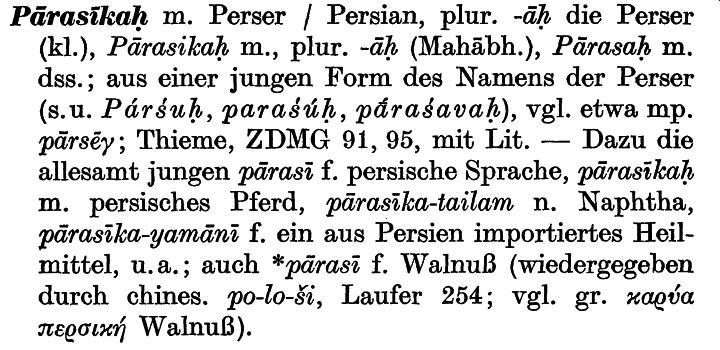 Pārasīkaḥ m. Perser / Persian, plur. -āḥ die Perser
(kl.), Pārasikaḥ m., plur. -āḥ (Mahābh.), Pārasaḥ m.
dss.; aus einer jungen Form des Namens der Perser
(s.u. Párśuḥ, paraśúḥ, pā́raśavaḥ), vgl. etwa mp.
pārsēγ; Thieme, ZDMG 91, 95, mit Lit. — Dazu die
allesamt jungen pārasī f. persische Sprache, pārasīkaḥ
m. persisches Pferd, pārasīka-tailam n. Naphtha,
pārasīka-yamānī f. ein aus Persien importiertes Heil-
mittel, u.a.; auch *pārasī f. Walnuß (wiedergegeben
durch chines. po-lo-ši, Laufer 254; vgl. gr. καρύα
περσική Walnuß).